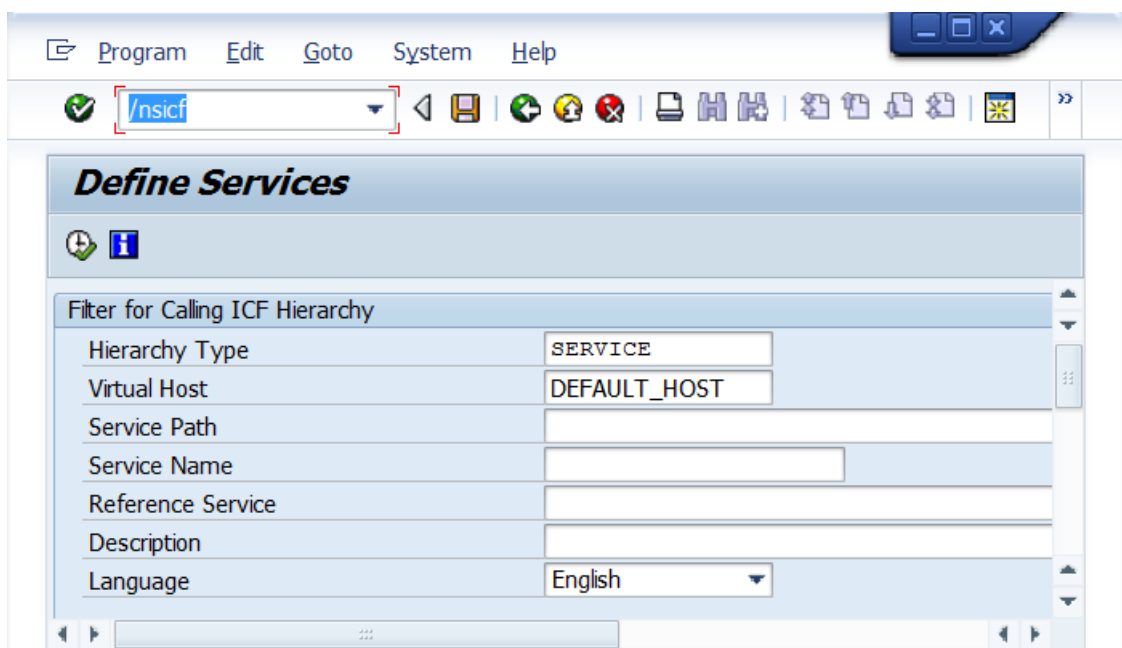 Program Edit Goto System Help
/nsicf
Define Services
Filter for Calling ICF Hierarchy
Hierarchy Type SERVICE
Virtual Host DEFAULT_HOST
Service Path
Service Name
Reference Service
Description
Language English